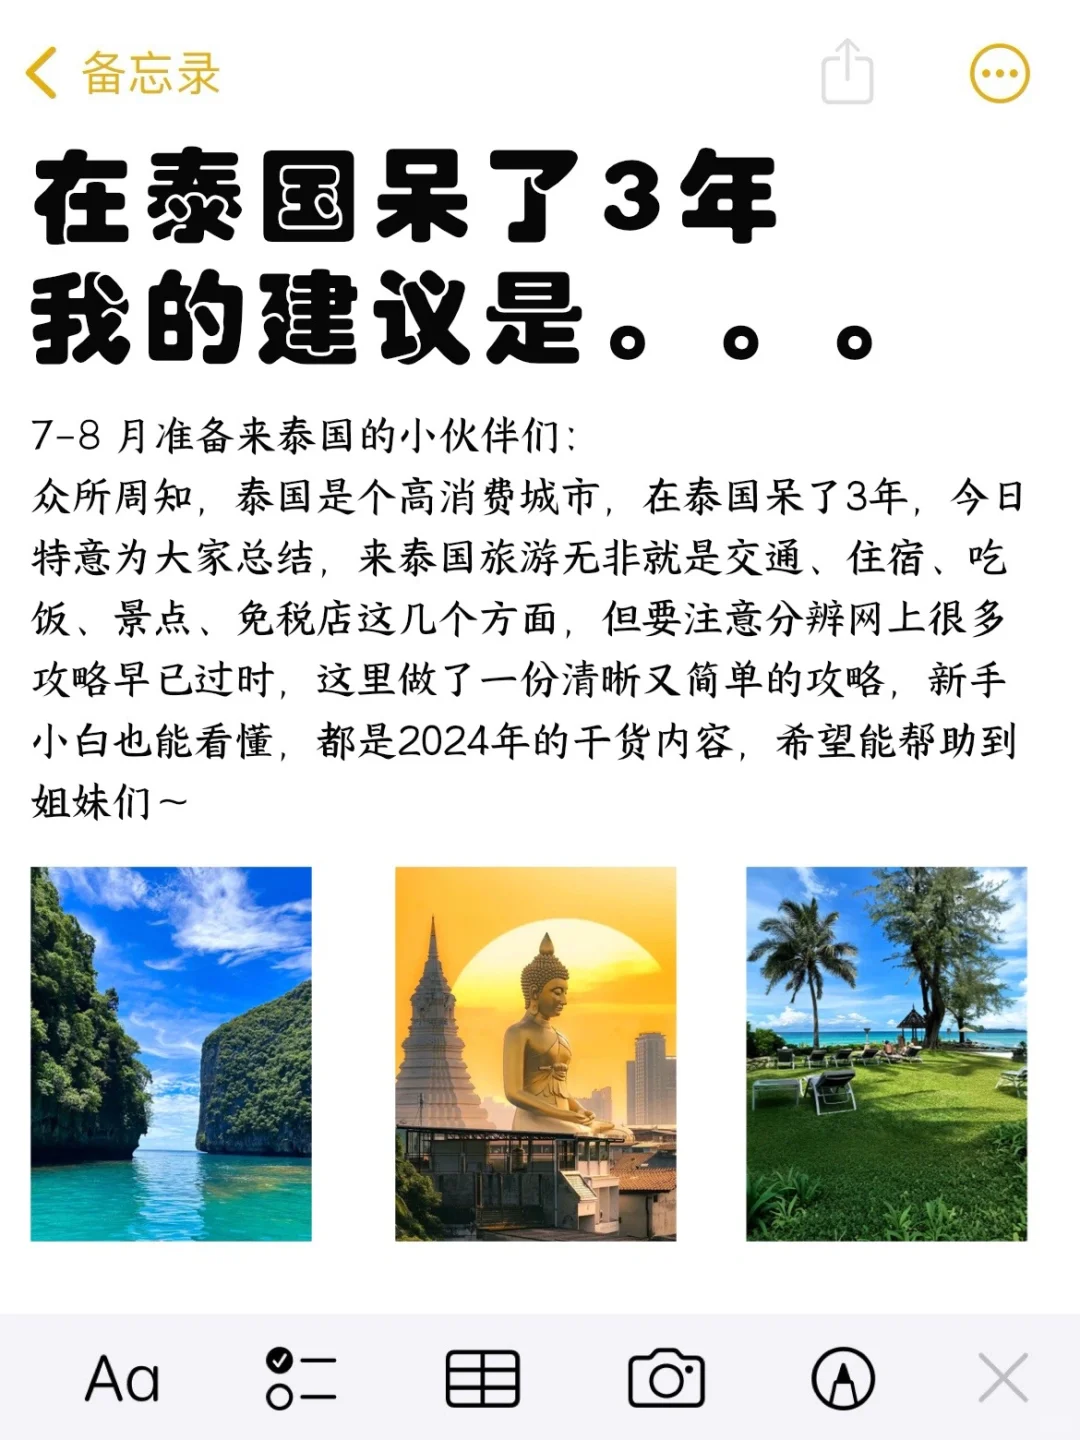 备忘录
在泰国呆了3年
我的建议是。。。
7-8 月准备来泰国的小伙伴们：
众所周知，泰国是个高消费城市，在泰国呆了3年，今日
特意为大家总结，来泰国旅游无非就是交通、住宿、吃
饭、景点、免税店这几个方面，但要注意分辨网上很多
攻略早已过时，这里做了一份清晰又简单的攻略，新手
小白也能看懂，都是2024年的干货内容，希望能帮助到
姐妹们～
Aa